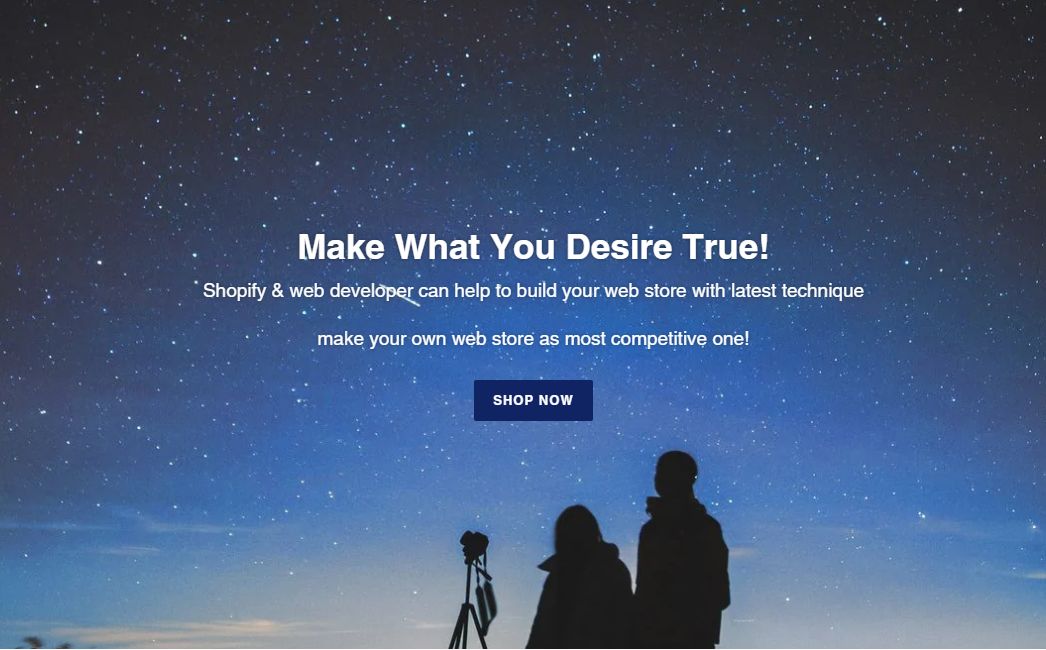 Make What You Desire True!
Shopify & web developer can help to build your web store with latest technique
make your own web store as most competitive one!
SHOP NOW